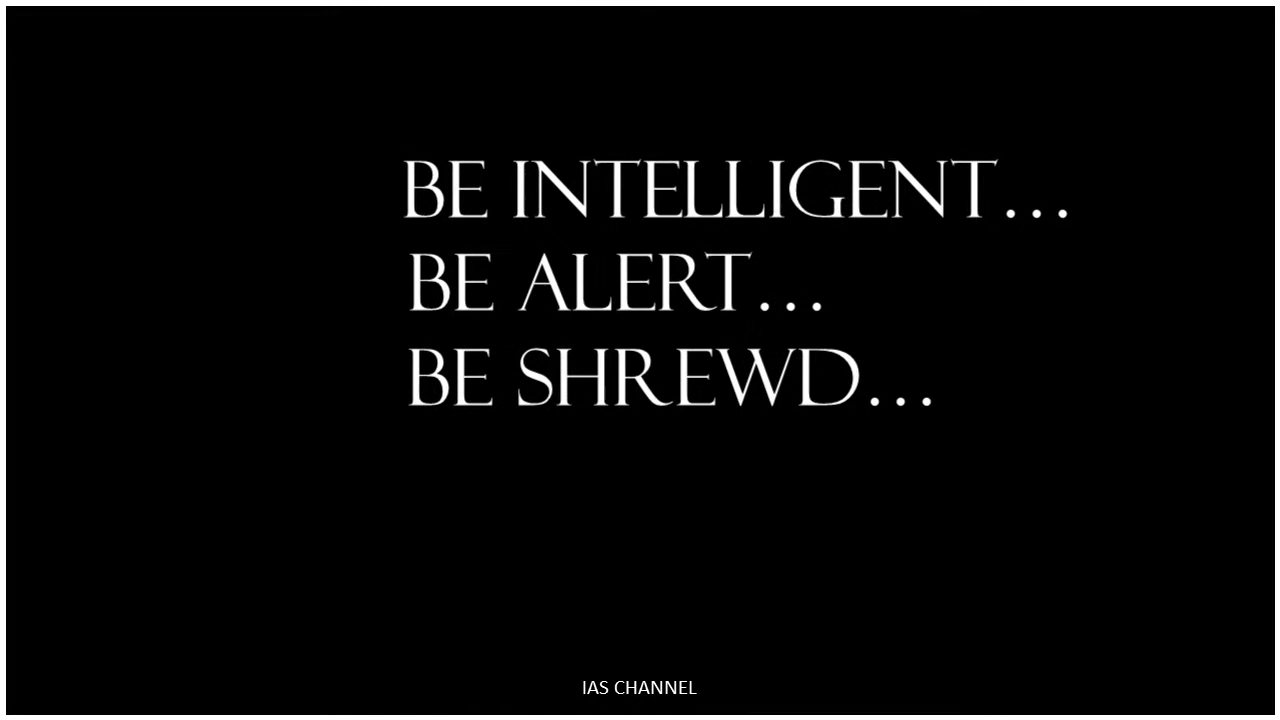 BE INTELLIGENT...
BE ALERT...
BE SHREWD...
IAS CHANNEL